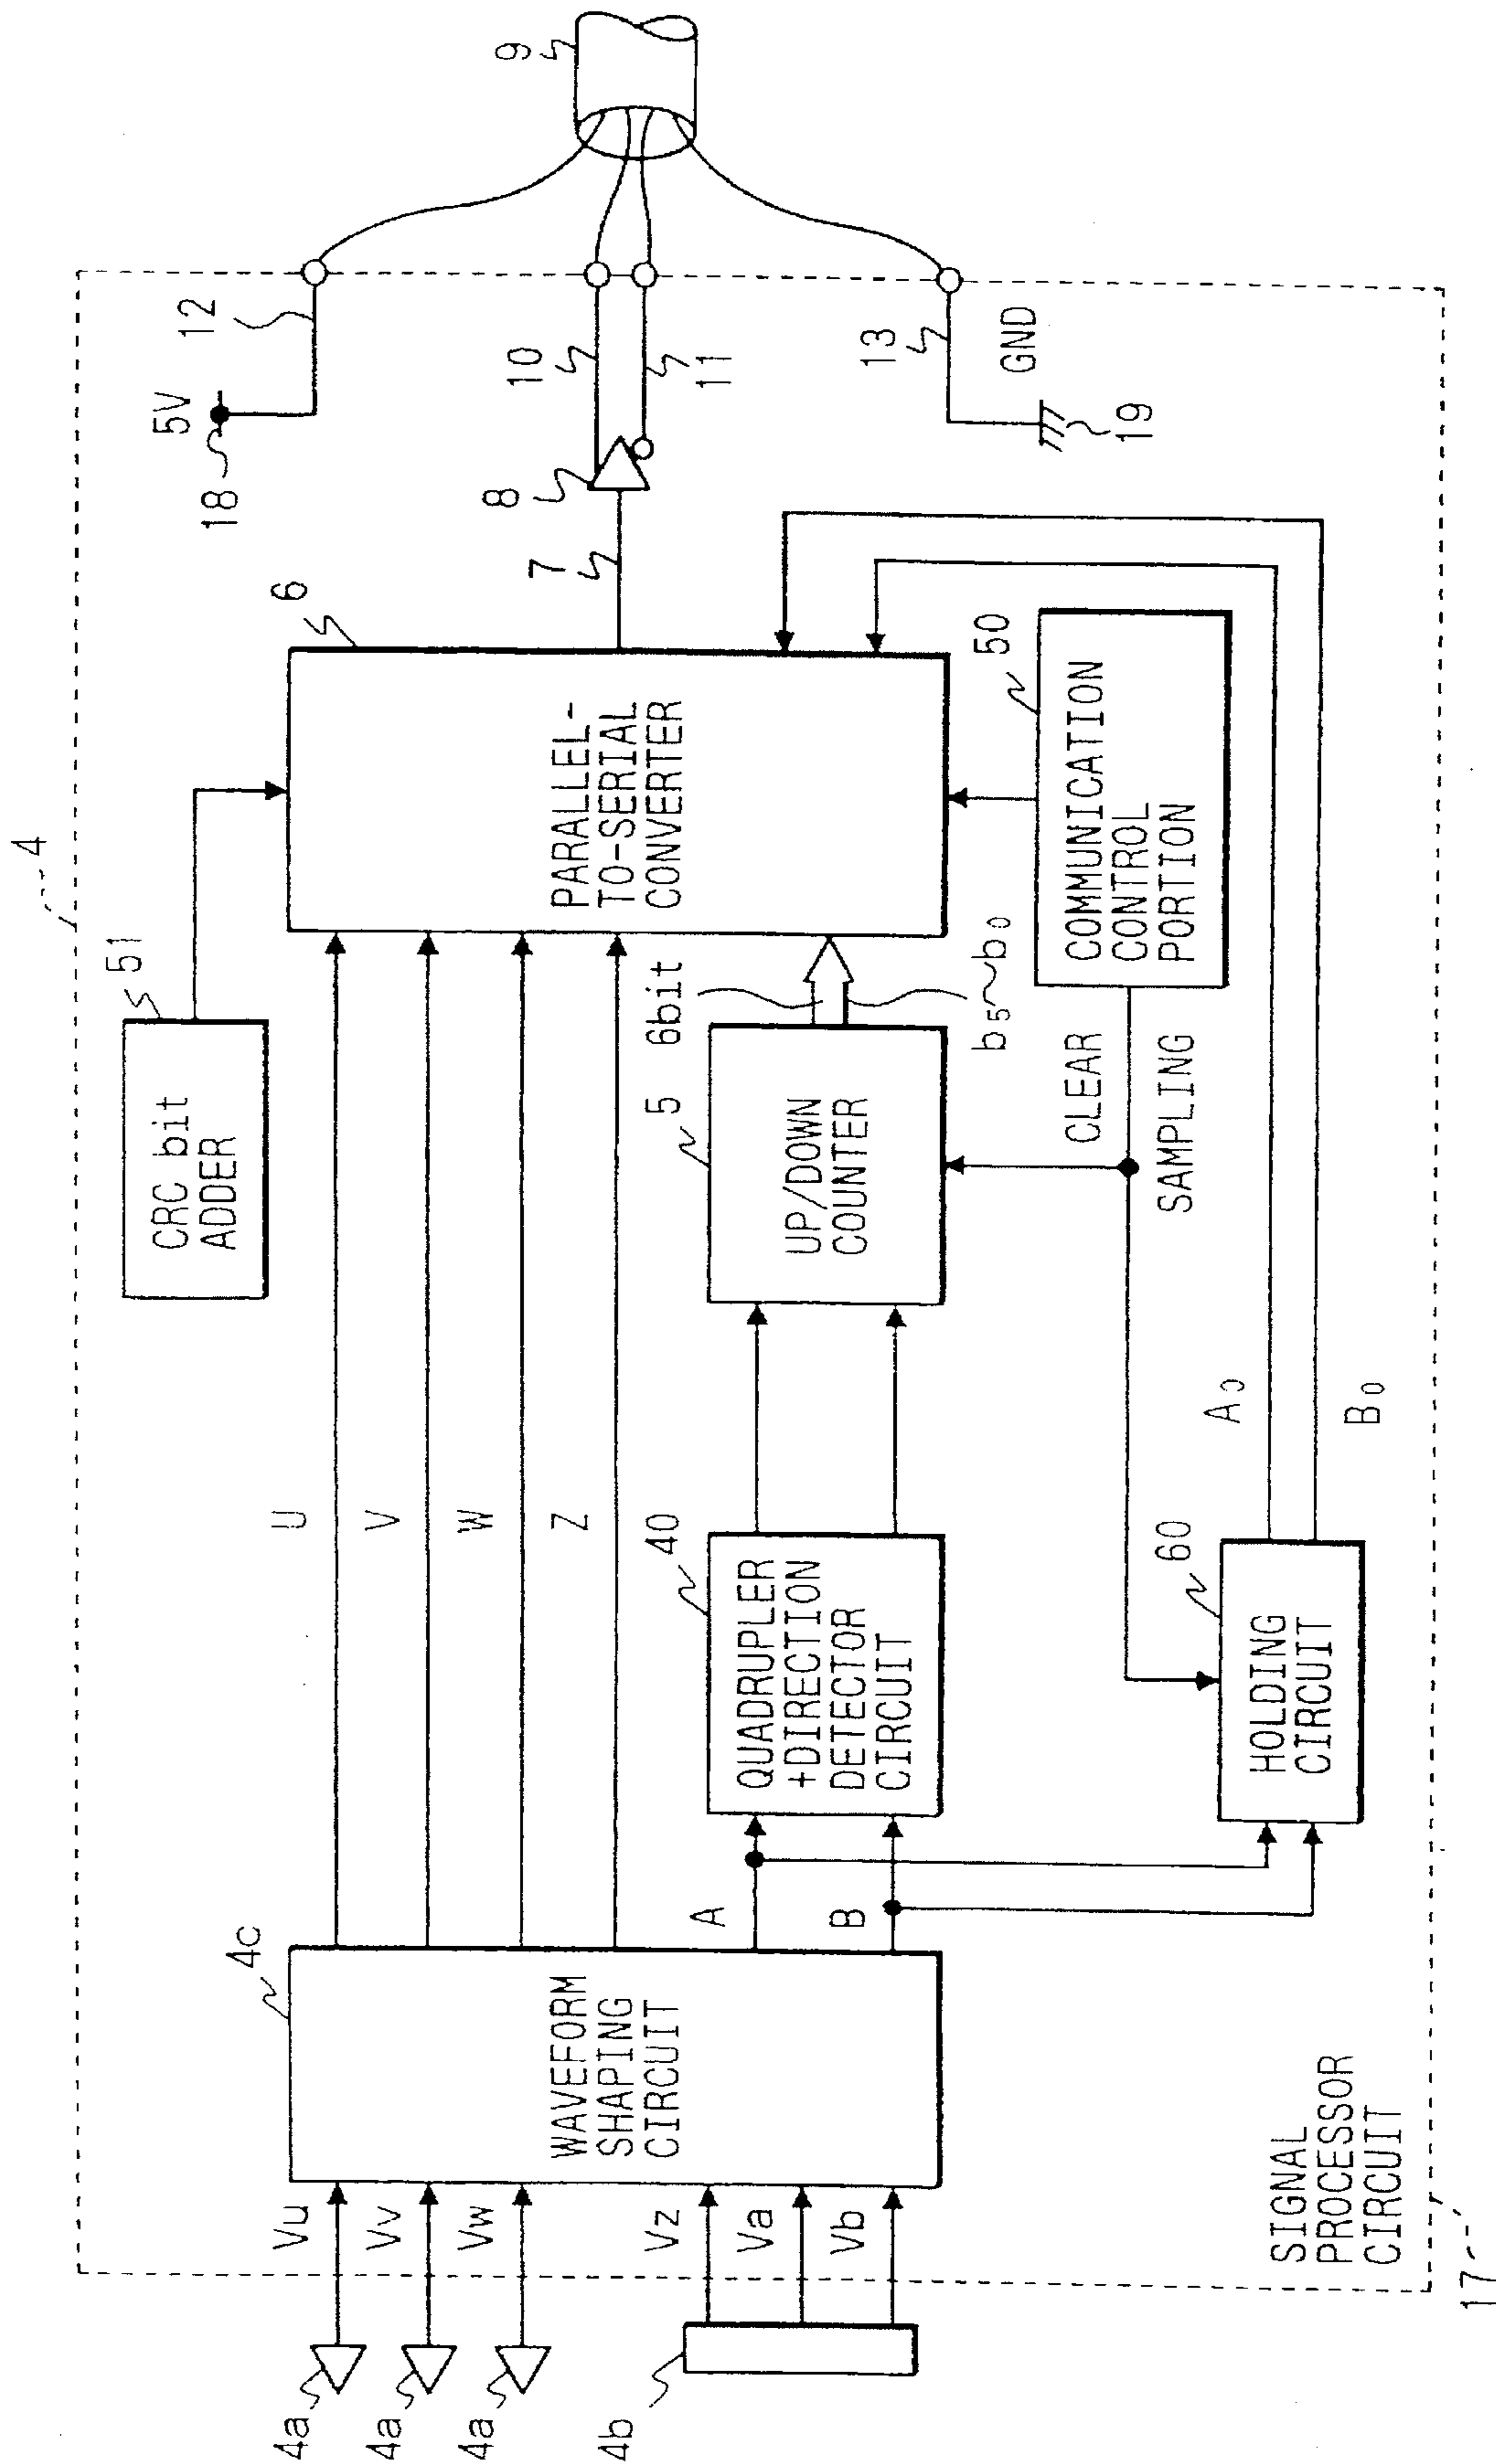 4
CRC bit
ADDER
51
5V
18
12
9
U
V
W
Z
6
PARALLEL-
TO-SERIAL
CONVERTER
7
8
10
11
13
GND
19
4a
4a
4a
4b
Vu
Vv
Vw
Vz
Va
Vb
4c
WAVEFORM
SHAPING
CIRCUIT
A
B
40
QUADRUPLER
+DIRECTION
DETECTOR
CIRCUIT
5
UP/DOWN
COUNTER
6bit
b5~b0
CLEAR
SAMPLING
50
COMMUNICATION
CONTROL
PORTION
60
HOLDING
CIRCUIT
A0
B0
SIGNAL
PROCESSOR
CIRCUIT
17